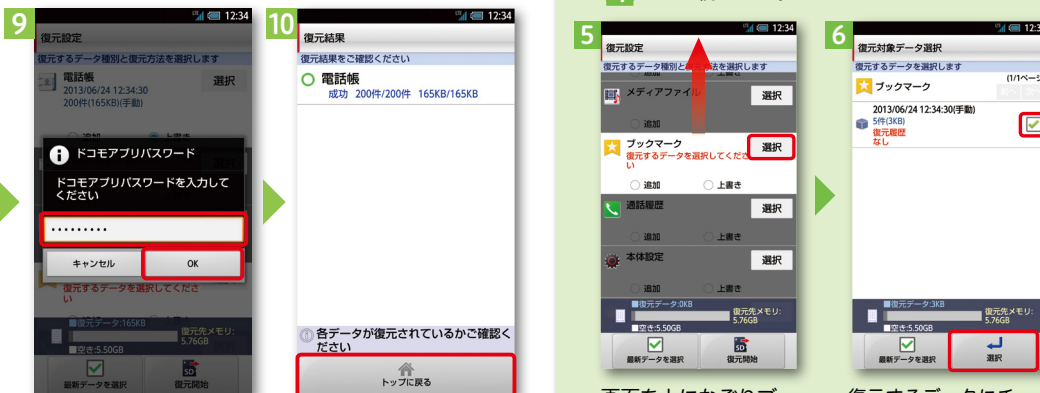 9
12:34
復元設定
復元するデータ種別と復元方法を選択します
電話帳
2013/06/24 12:34:30
200件(165KB)(手動)
選択
追加
上書き
ドコモアプリパスワード
ドコモアプリパスワードを入力して
ください
•••••••••
キャンセル
OK
復元するデータを選択してくださ
い
■復元データ:165KB
復元先メモリ:
5.76GB
■空き:5.50GB
最新データを選択
復元開始
10
12:34
復元結果
復元結果をご確認ください
電話帳
成功 200件/200件 165KB/165KB
各データが復元されているかご確認く
ださい
トップに戻る
5
12:34
復元設定
復元するデータ種別と
法を選択します
追加
上書き
メディアファイル
選択
追加
ブックマーク
復元するデータを選択してくださ
い
選択
追加
上書き
通話履歴
選択
追加
上書き
本体設定
選択
追加
上書き
■復元データ:0KB
復元先メモリ:
5.76GB
■空き:5.50GB
最新データを選択
復元開始
6
復元対象データ選択
復元するデータを選択します
ブックマーク
(1/1ページ
前へ
2013/06/24 12:34:30(手動)
5件(3KB)
復元履歴
なし
■復元データ:3KB
復元先メモリ:
5.76GB
■空き:5.50GB
最新データを選択
選択